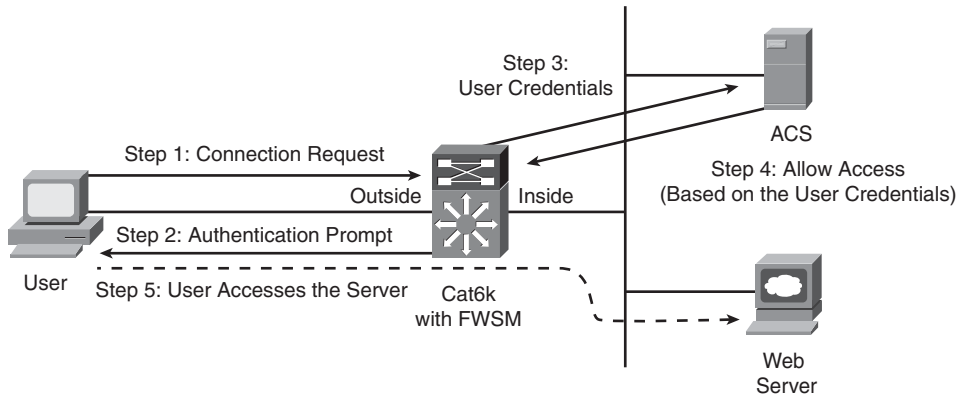 Step 3:
User Credentials
ACS
Step 1: Connection Request
Step 4: Allow Access
(Based on the User Credentials)
Outside
Inside
Step 2: Authentication Prompt
User
Step 5: User Accesses the Server
Cat6k
with FWSM
Web
Server